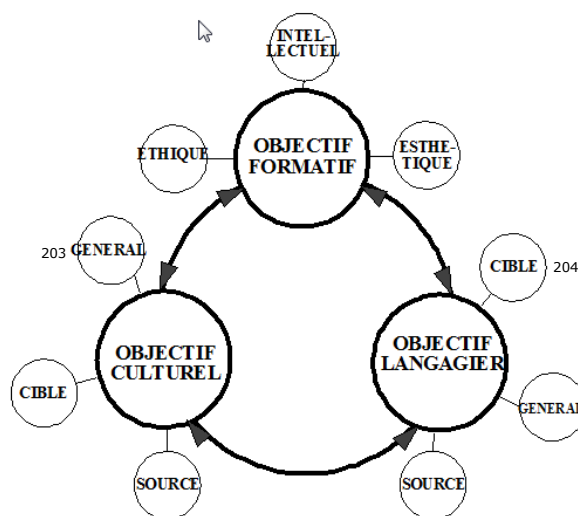 INTEL-
LECTUEL
OBJECTIF
FORMATIF
ETHIQUE
ESTHE-
TIQUE
203 GENERAL
CIBLE 204
OBJECTIF
CULTUREL
OBJECTIF
LANGAGIER
CIBLE
GENERAL
SOURCE
SOURCE